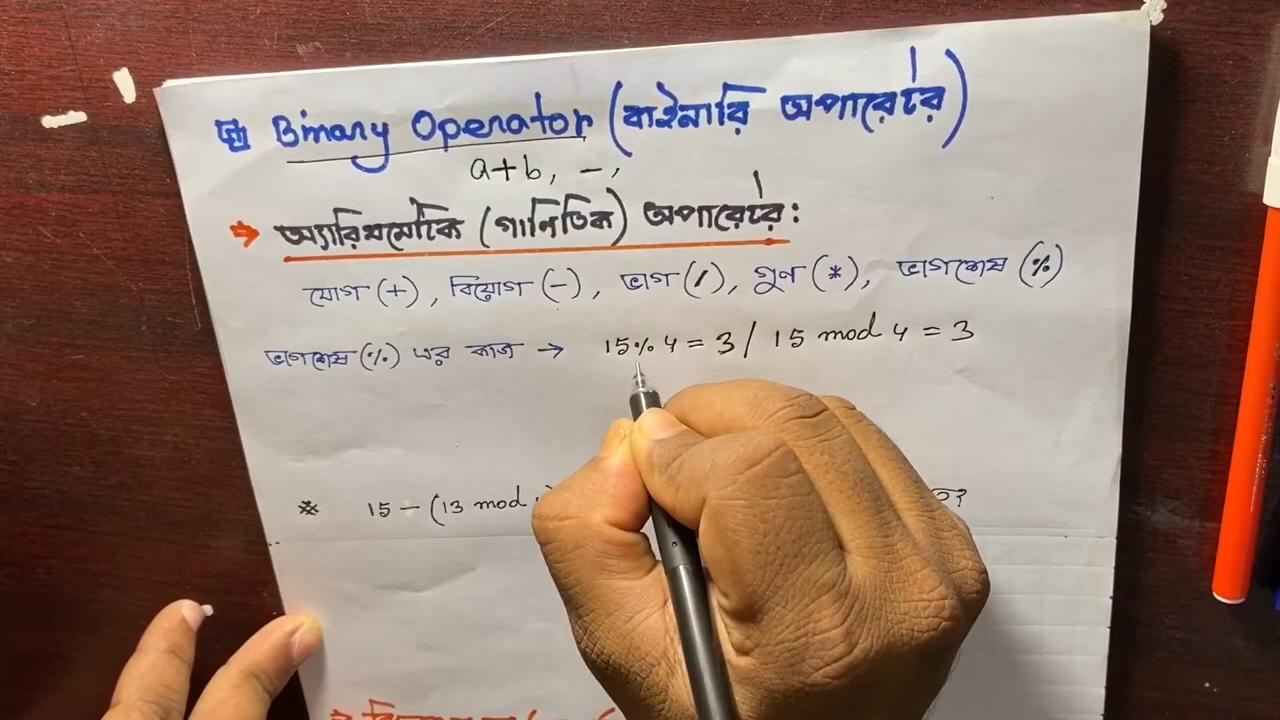 Binary Operator (বাইনারি অপারেটর)
a+b, -,
অ্যারিথমেটিক (গানিতিক) অপারেটর:
যোগ (+), বিয়োগ (-), ভাগ (/), গুণ (*), ভাগশেষ (%)
ভাগশেষ (%) এর কাজ → 15%4 = 3 / 15 mod 4 = 3
* 15 - (13 mod